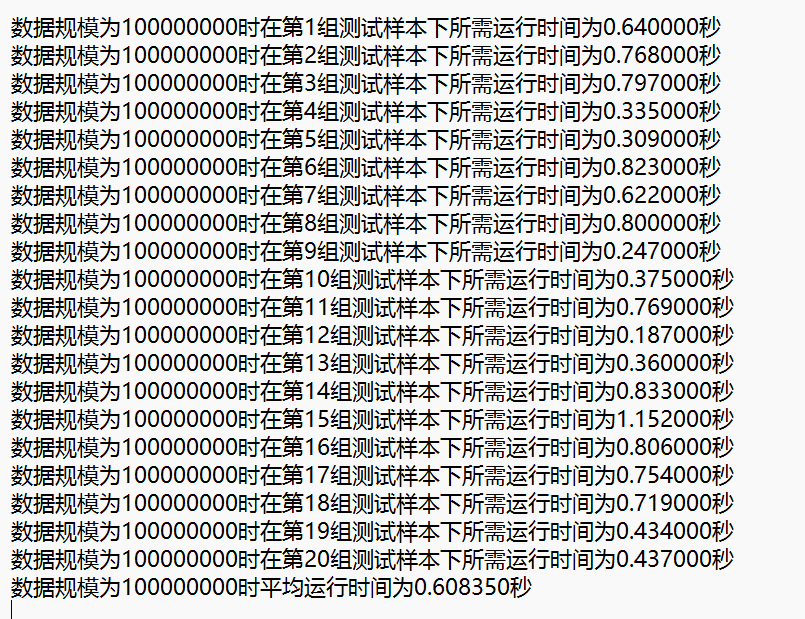 数据规模为100000000时在第1组测试样本下所需运行时间为0.640000秒
数据规模为100000000时在第2组测试样本下所需运行时间为0.768000秒
数据规模为100000000时在第3组测试样本下所需运行时间为0.797000秒
数据规模为100000000时在第4组测试样本下所需运行时间为0.335000秒
数据规模为100000000时在第5组测试样本下所需运行时间为0.309000秒
数据规模为100000000时在第6组测试样本下所需运行时间为0.823000秒
数据规模为100000000时在第7组测试样本下所需运行时间为0.622000秒
数据规模为100000000时在第8组测试样本下所需运行时间为0.800000秒
数据规模为100000000时在第9组测试样本下所需运行时间为0.247000秒
数据规模为100000000时在第10组测试样本下所需运行时间为0.375000秒
数据规模为100000000时在第11组测试样本下所需运行时间为0.769000秒
数据规模为100000000时在第12组测试样本下所需运行时间为0.187000秒
数据规模为100000000时在第13组测试样本下所需运行时间为0.360000秒
数据规模为100000000时在第14组测试样本下所需运行时间为0.833000秒
数据规模为100000000时在第15组测试样本下所需运行时间为1.152000秒
数据规模为100000000时在第16组测试样本下所需运行时间为0.806000秒
数据规模为100000000时在第17组测试样本下所需运行时间为0.754000秒
数据规模为100000000时在第18组测试样本下所需运行时间为0.719000秒
数据规模为100000000时在第19组测试样本下所需运行时间为0.434000秒
数据规模为100000000时在第20组测试样本下所需运行时间为0.437000秒
数据规模为100000000时平均运行时间为0.608350秒